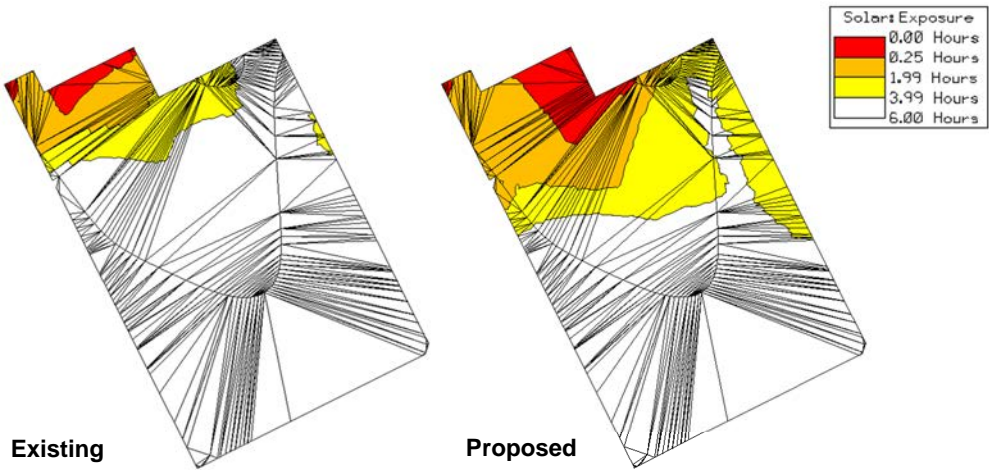 Solar: Exposure
0.00 Hours
0.25 Hours
1.99 Hours
3.99 Hours
6.00 Hours
Existing
Proposed